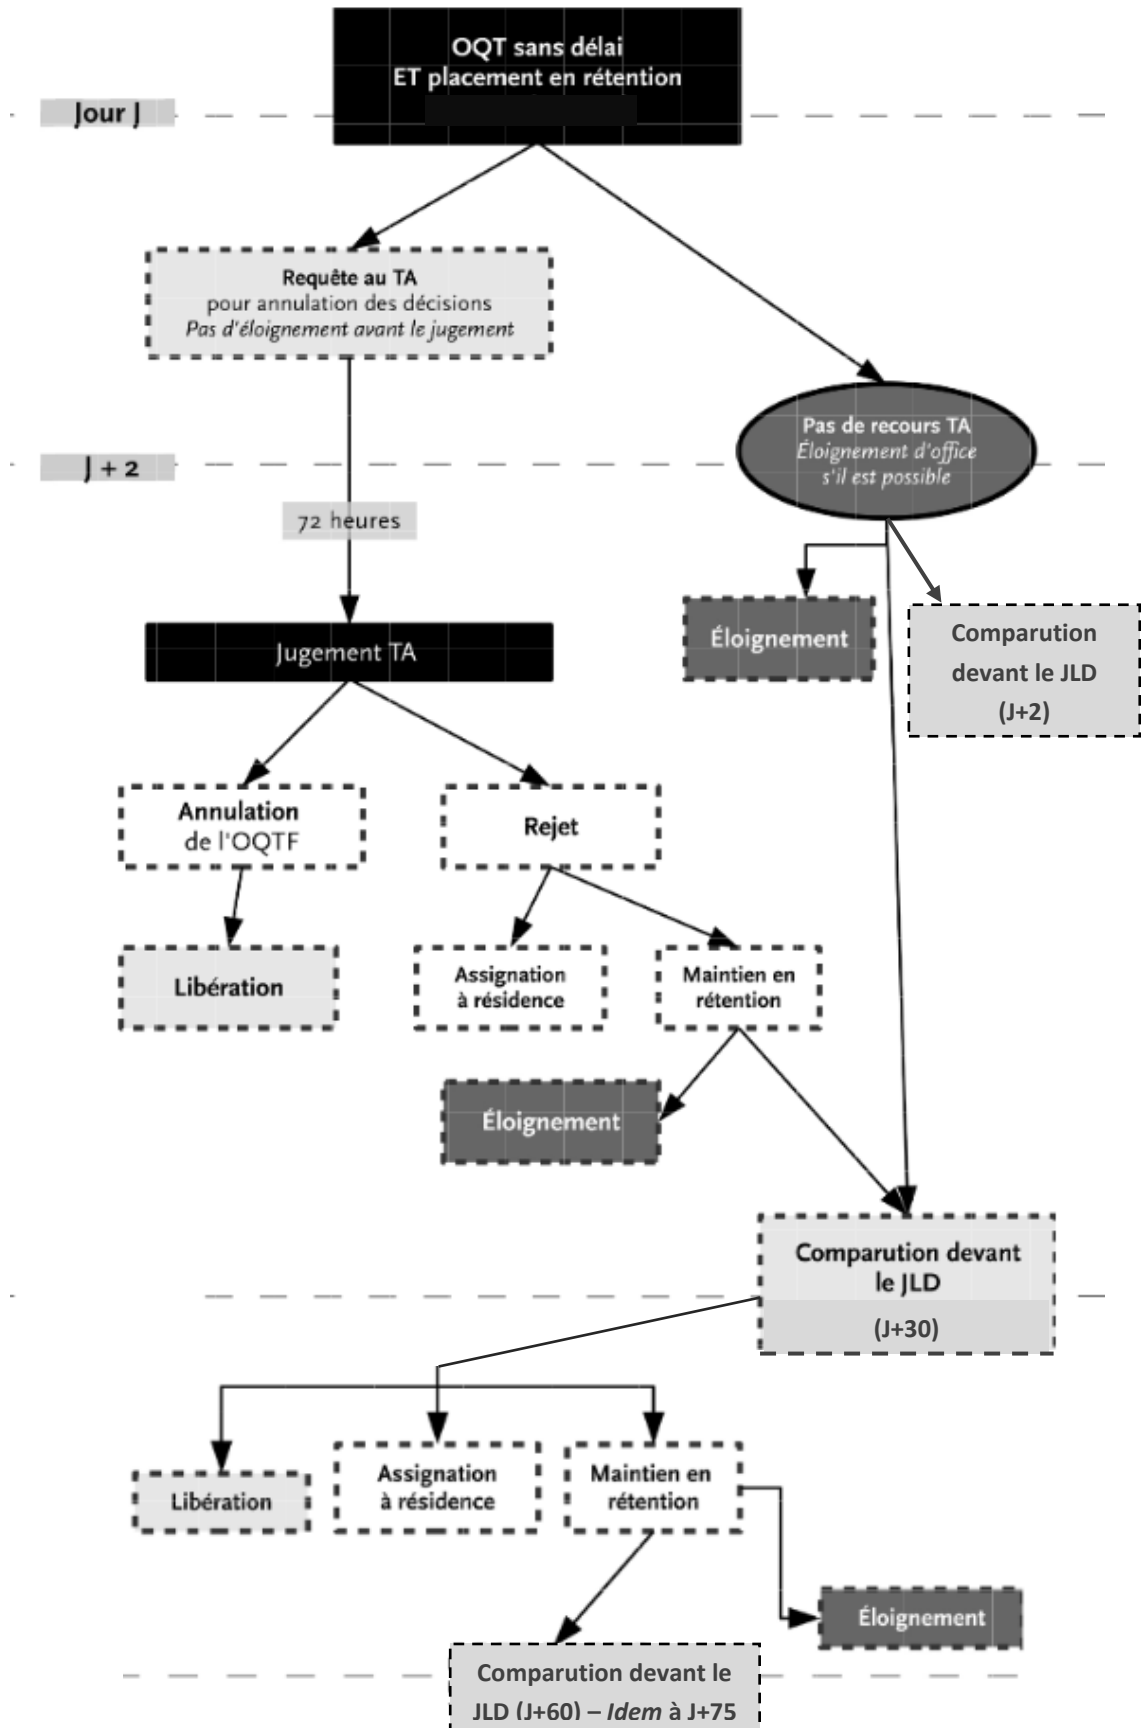 OQT sans délai
ET placement en rétention
Jour J
Requête au TA
pour annulation des décisions
Pas d'éloignement avant le jugement
Pas de recours TA
Éloignement d'office
s'il est possible
J + 2
72 heures
Éloignement
Comparution
devant le JLD
(J+2)
Jugement TA
Annulation
de l'OQTF
Rejet
Libération
Assignation
à résidence
Maintien en
rétention
Éloignement
Comparution devant
le JLD
(J+30)
Libération
Assignation
à résidence
Maintien en
rétention
Éloignement
Comparution devant le
JLD (J+60) – Idem à J+75